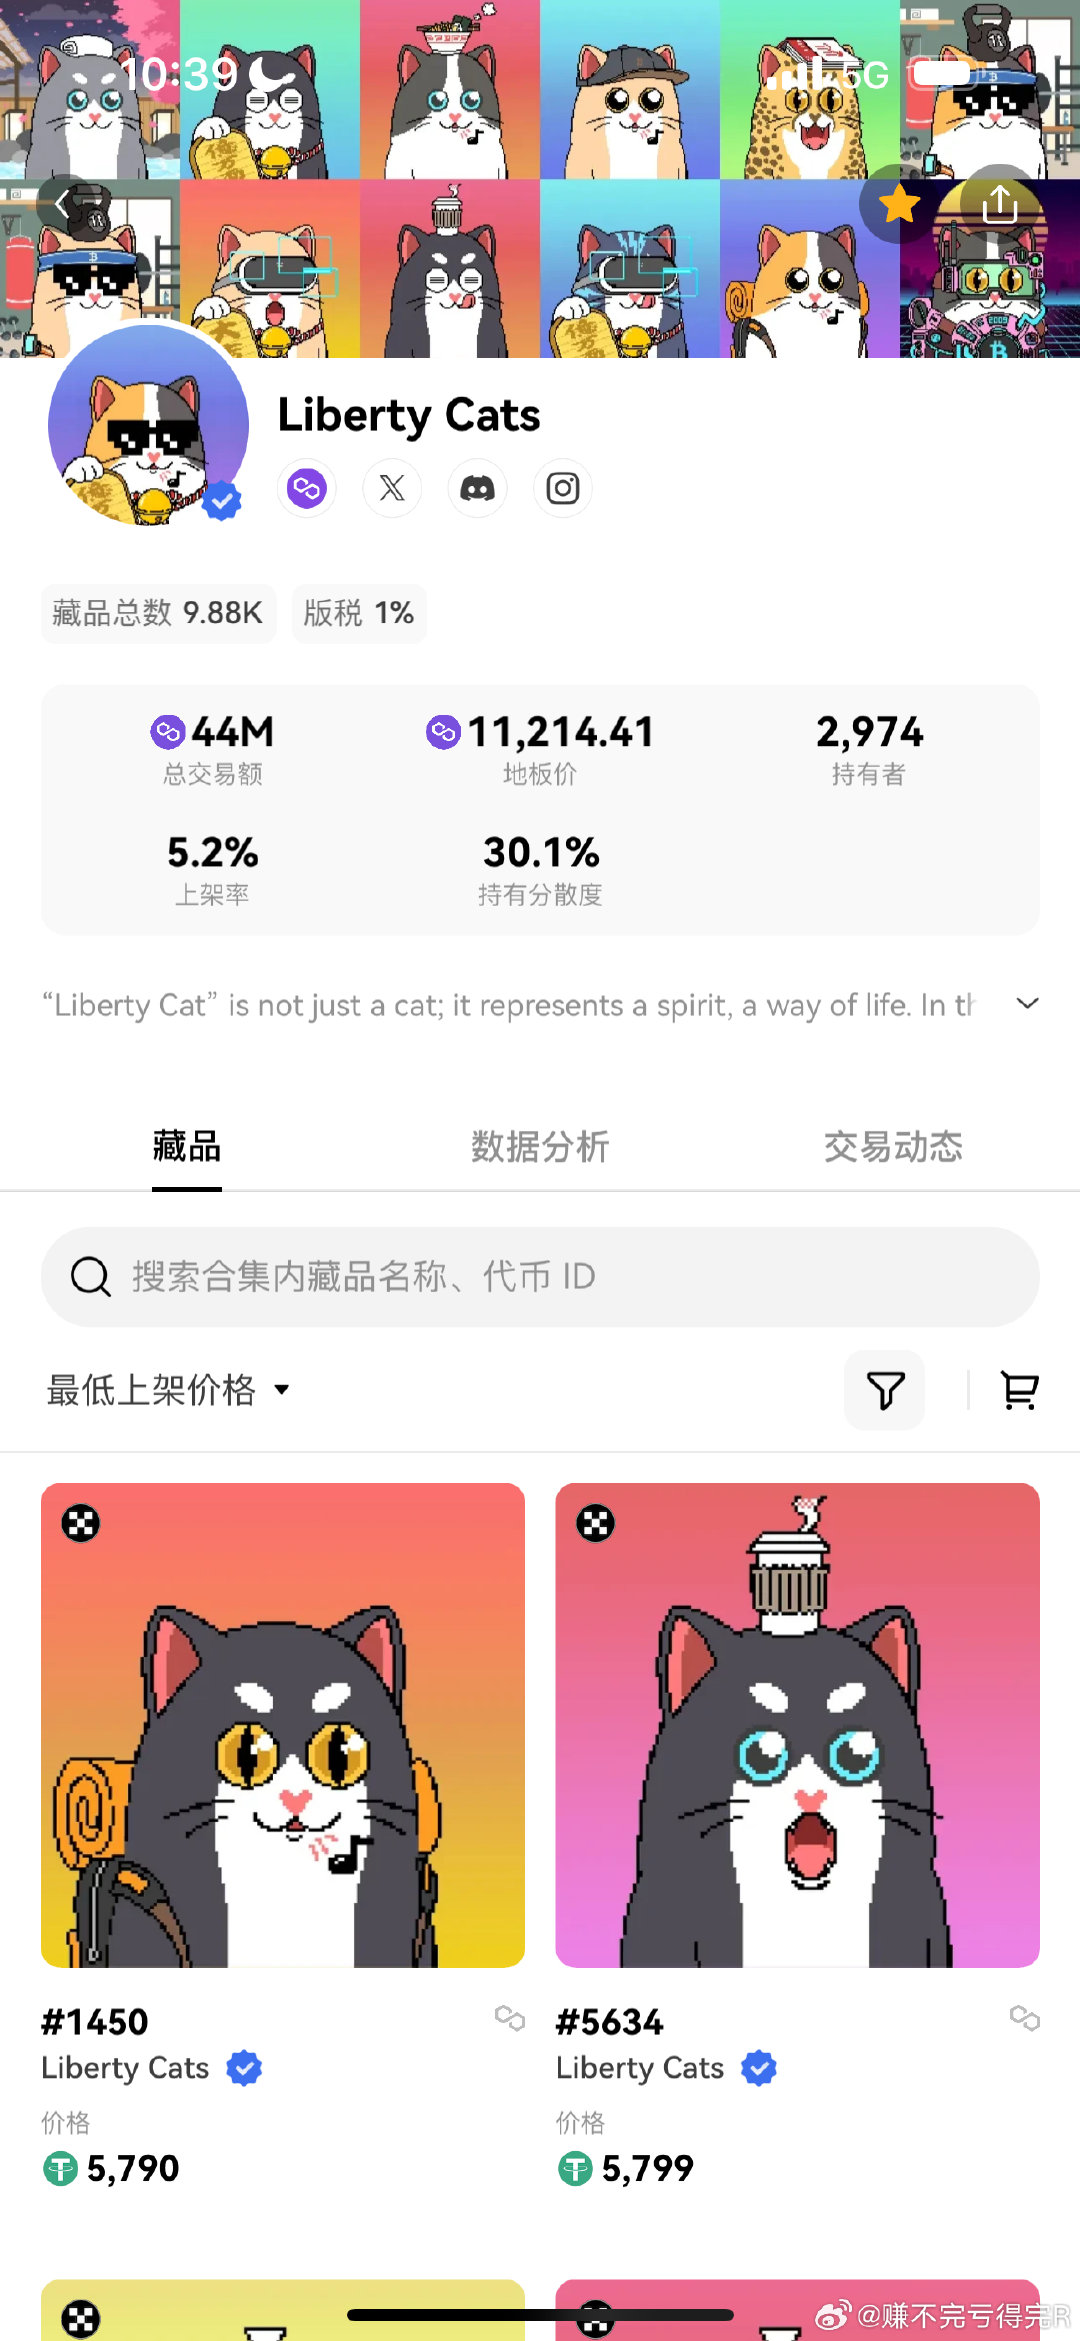 10:39
5G
Liberty Cats
藏品总数 9.88K
版税 1%
44M
11,214.41
2,974
总交易额
地板价
持有者
5.2%
30.1%
上架率
持有分散度
“Liberty Cat” is not just a cat; it represents a spirit, a way of life. In th
藏品
数据分析
交易动态
搜索合集内藏品名称、代币 ID
最低上架价格
#1450
#5634
Liberty Cats
Liberty Cats
价格
价格
5,790
5,799
@赚不完亏得完R